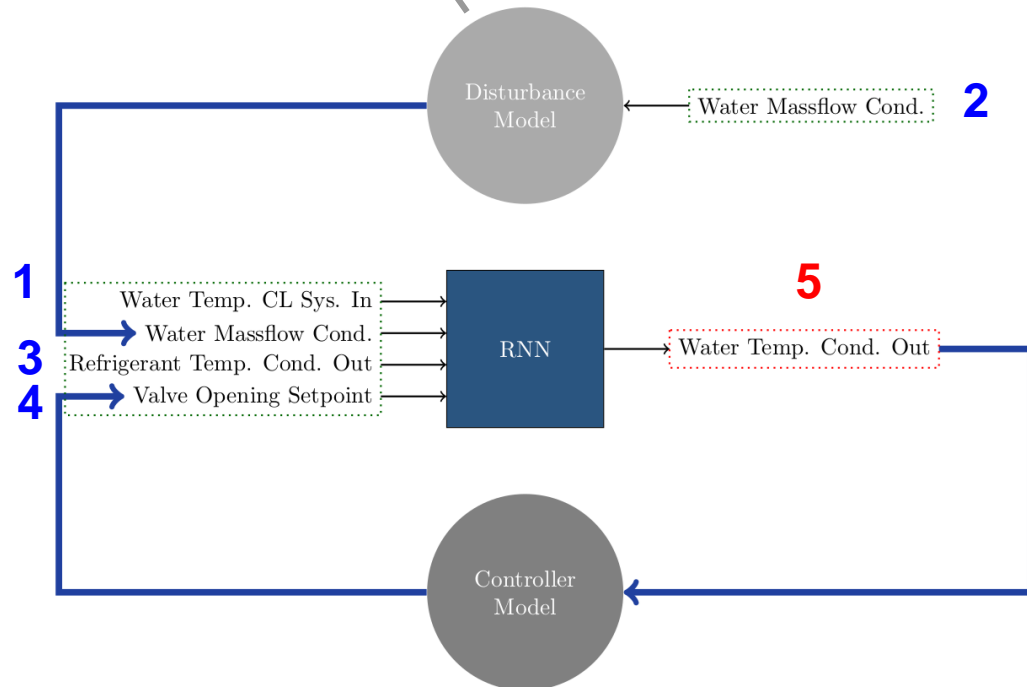 Disturbance
Model
Water Massflow Cond.
2
1
Water Temp. CL Sys. In
Water Massflow Cond.
3
Refrigerant Temp. Cond. Out
4
Valve Opening Setpoint
RNN
5
Water Temp. Cond. Out
Controller
Model